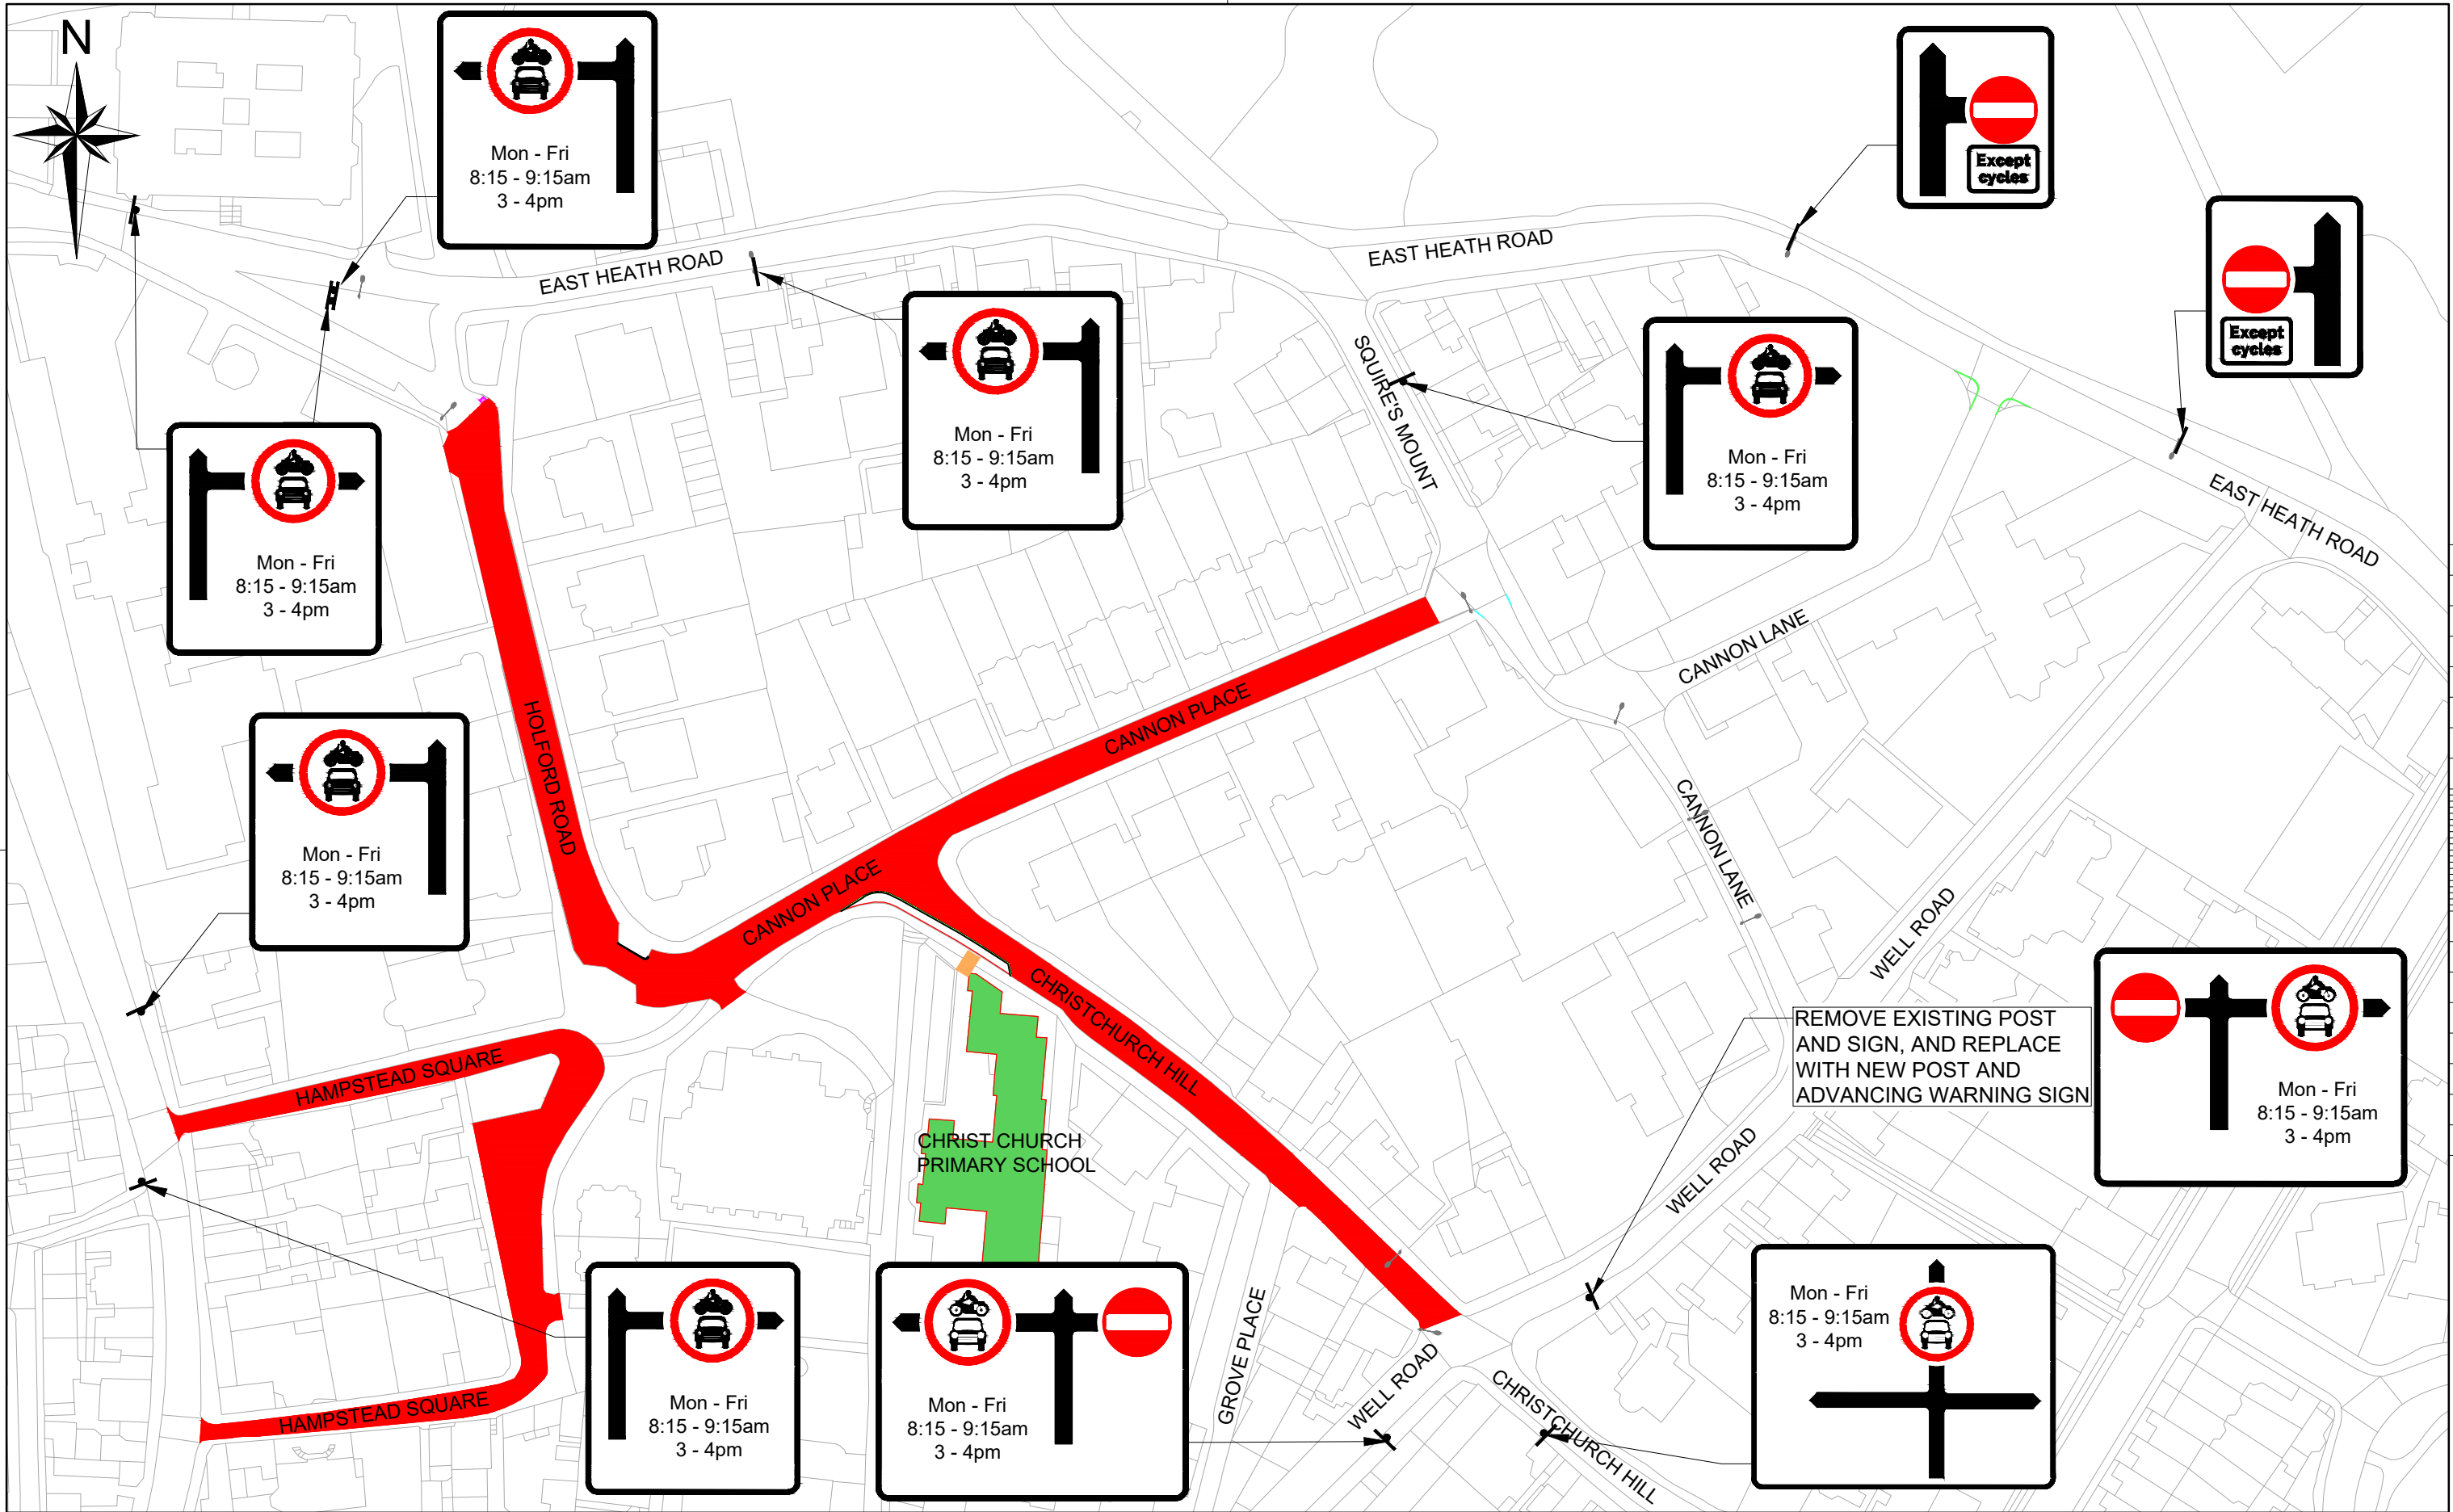 N
Mon - Fri
8:15 - 9:15am
3 - 4pm
Except
cycles
Except
cycles
EAST HEATH ROAD
EAST HEATH ROAD
EAST HEATH ROAD
Mon - Fri
8:15 - 9:15am
3 - 4pm
SQUIRE'S MOUNT
Mon - Fri
8:15 - 9:15am
3 - 4pm
Mon - Fri
8:15 - 9:15am
3 - 4pm
CANNON LANE
CANNON PLACE
HOLFORD ROAD
Mon - Fri
8:15 - 9:15am
3 - 4pm
CANNON PLACE
CANNON LANE
WELL ROAD
CHRISTCHURCH HILL
REMOVE EXISTING POST
AND SIGN, AND REPLACE
WITH NEW POST AND
ADVANCING WARNING SIGN
Mon - Fri
8:15 - 9:15am
3 - 4pm
HAMPSTEAD SQUARE
CHRIST CHURCH
PRIMARY SCHOOL
WELL ROAD
Mon - Fri
8:15 - 9:15am
3 - 4pm
GROVE PLACE
WELL ROAD
HAMPSTEAD SQUARE
Mon - Fri
8:15 - 9:15am
3 - 4pm
Mon - Fri
8:15 - 9:15am
3 - 4pm
CHRISTCHURCH HILL